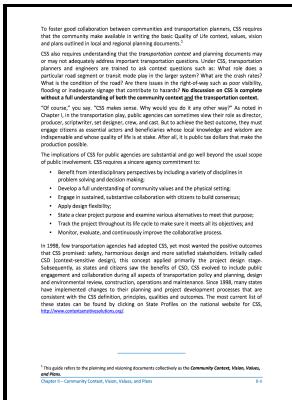 To foster good collaboration between communities and transportation planners, CSS requires
that the community make available in writing the basic Quality of Life context, values, vision
and plans outlined in local and regional planning documents.⁵
CSS also requires understanding that the transportation context and planning documents may
or may not adequately address important transportation questions. Under CSS, transportation
planners and engineers are trained to ask context questions such as: What role does a
particular road segment or transit mode play in the larger system? What are the crash rates?
What is the condition of the road? Are there issues in the right-of-way such as poor visibility,
flooding or inadequate signage that contribute to hazards? No discussion on CSS is complete
without a full understanding of both the community context and the transportation context.
"Of course," you say. "CSS makes sense. Why would you do it any other way?" As noted in
Chapter I, in the transportation play, public agencies can sometimes view their role as director,
producer, scriptwriter, set designer, crew, and cast. But to achieve the best outcome, they must
engage citizens as essential actors and beneficiaries whose local knowledge and wisdom are
indispensable and whose quality of life is at stake. After all, it is public tax dollars that make the
production possible.
The implications of CSS for public agencies are substantial and go well beyond the usual scope
of public involvement. CSS requires a sincere agency commitment to:
• Benefit from interdisciplinary perspectives by including a variety of disciplines in
problem solving and decision making;
• Develop a full understanding of community values and the physical setting;
• Engage in sustained, substantive collaboration with citizens to build consensus;
• Apply design flexibility;
• State a clear project purpose and examine various alternatives to meet that purpose;
• Track the project throughout its life cycle to make sure it meets all its objectives; and
• Monitor, evaluate, and continuously improve the collaborative process.
In 1998, few transportation agencies had adopted CSS, yet most wanted the positive outcomes
that CSS promised: safety, harmonious design and more satisfied stakeholders. Initially called
CSD (context-sensitive design), this concept applied primarily the project design stage.
Subsequently, as states and citizens saw the benefits of CSD, CSS evolved to include public
engagement and collaboration during all aspects of transportation policy and planning, design
and environmental review, construction, operations and maintenance. Since 1998, many states
have implemented changes to their planning and project development processes that are
consistent with the CSS definition, principles, qualities and outcomes. The most current list of
these states can be found by clicking on State Profiles on the national website for CSS,
http://www.contextsensitivesolutions.org/.
⁵ This guide refers to the planning and visioning documents collectively as the Community Context, Vision, Values,
and Plans.
Chapter II – Community Context, Vision, Values, and Plans